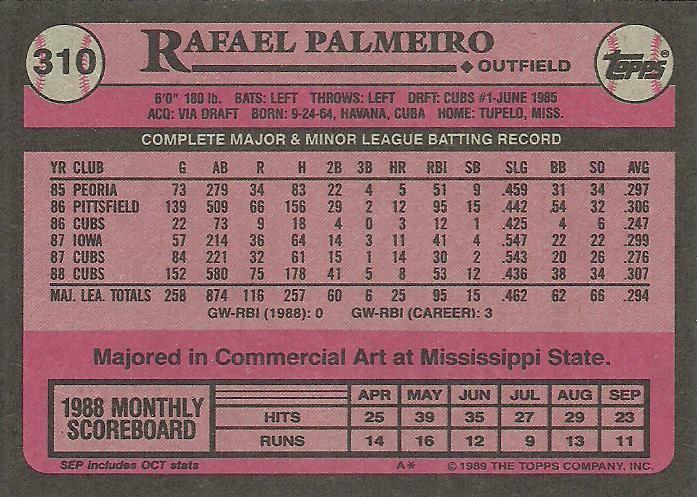 310
RAFAEL PALMEIRO
OUTFIELD
TOPPS®
6'0" 180 lb. BATS: LEFT THROWS: LEFT DRFT: CUBS #1-JUNE 1985
ACQ: VIA DRAFT BORN: 9-24-64, HAVANA, CUBA HOME: TUPELO, MISS.
COMPLETE MAJOR & MINOR LEAGUE BATTING RECORD
YR CLUB G AB R H 2B 3B HR RBI SB SLG BB SO AVG
85 PEORIA 73 279 34 83 22 4 5 51 9 .459 31 34 .297
86 PITTSFIELD 139 509 66 156 29 2 12 95 15 .442 54 32 .306
86 CUBS 22 73 9 18 4 0 3 12 1 .425 4 6 .247
87 IOWA 57 214 36 64 14 3 11 41 4 .547 22 22 .299
87 CUBS 84 221 32 61 15 1 14 30 2 .543 20 26 .276
88 CUBS 152 580 75 178 41 5 8 53 12 .436 38 34 .307
MAJ. LEA. TOTALS 258 874 116 257 60 6 25 95 15 .462 62 66 .294
GW-RBI (1988): 0 GW-RBI (CAREER): 3
Majored in Commercial Art at Mississippi State.
1988 MONTHLY SCOREBOARD
APR MAY JUN JUL AUG SEP
HITS 25 39 35 27 29 23
RUNS 14 16 12 9 13 11
SEP includes OCT stats A* © 1989 THE TOPPS COMPANY, INC.